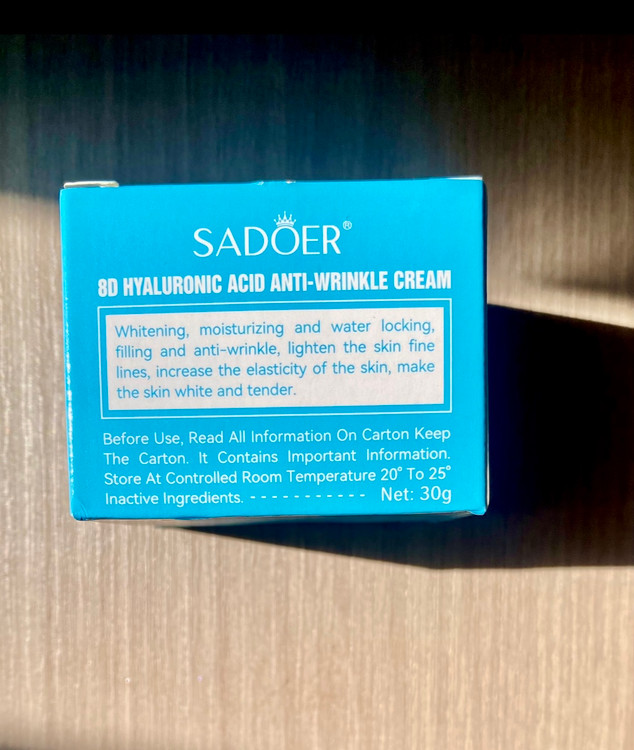 SADOER®
8D HYALURONIC ACID ANTI-WRINKLE CREAM
Whitening, moisturizing and water locking,
filling and anti-wrinkle, lighten the skin fine
lines, increase the elasticity of the skin, make
the skin white and tender.
Before Use, Read All Information On Carton Keep
The Carton. It Contains Important Information.
Store At Controlled Room Temperature 20° To 25°
Inactive Ingredients. - - - - - - - - - - - Net: 30g